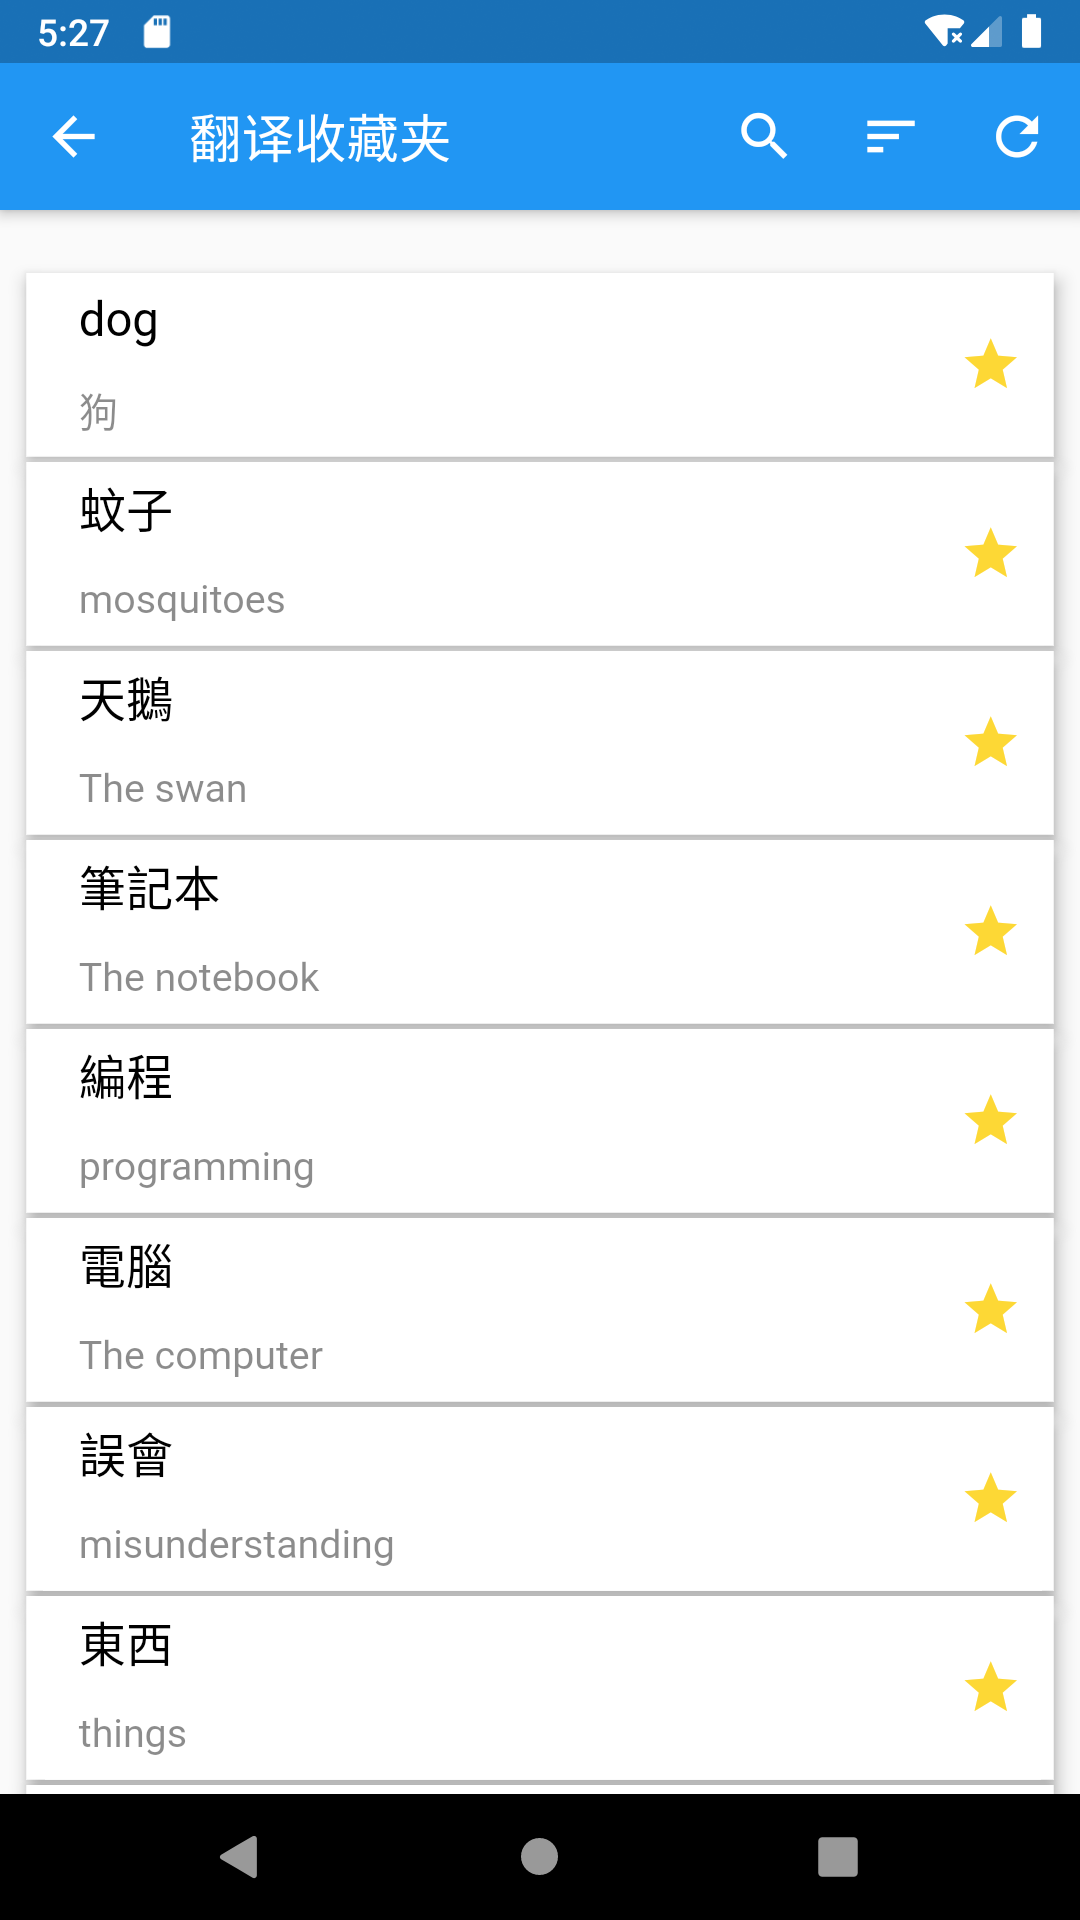 5:27
翻译收藏夹
dog
狗
蚊子
mosquitoes
天鵝
The swan
筆記本
The notebook
編程
programming
電腦
The computer
誤會
misunderstanding
東西
things